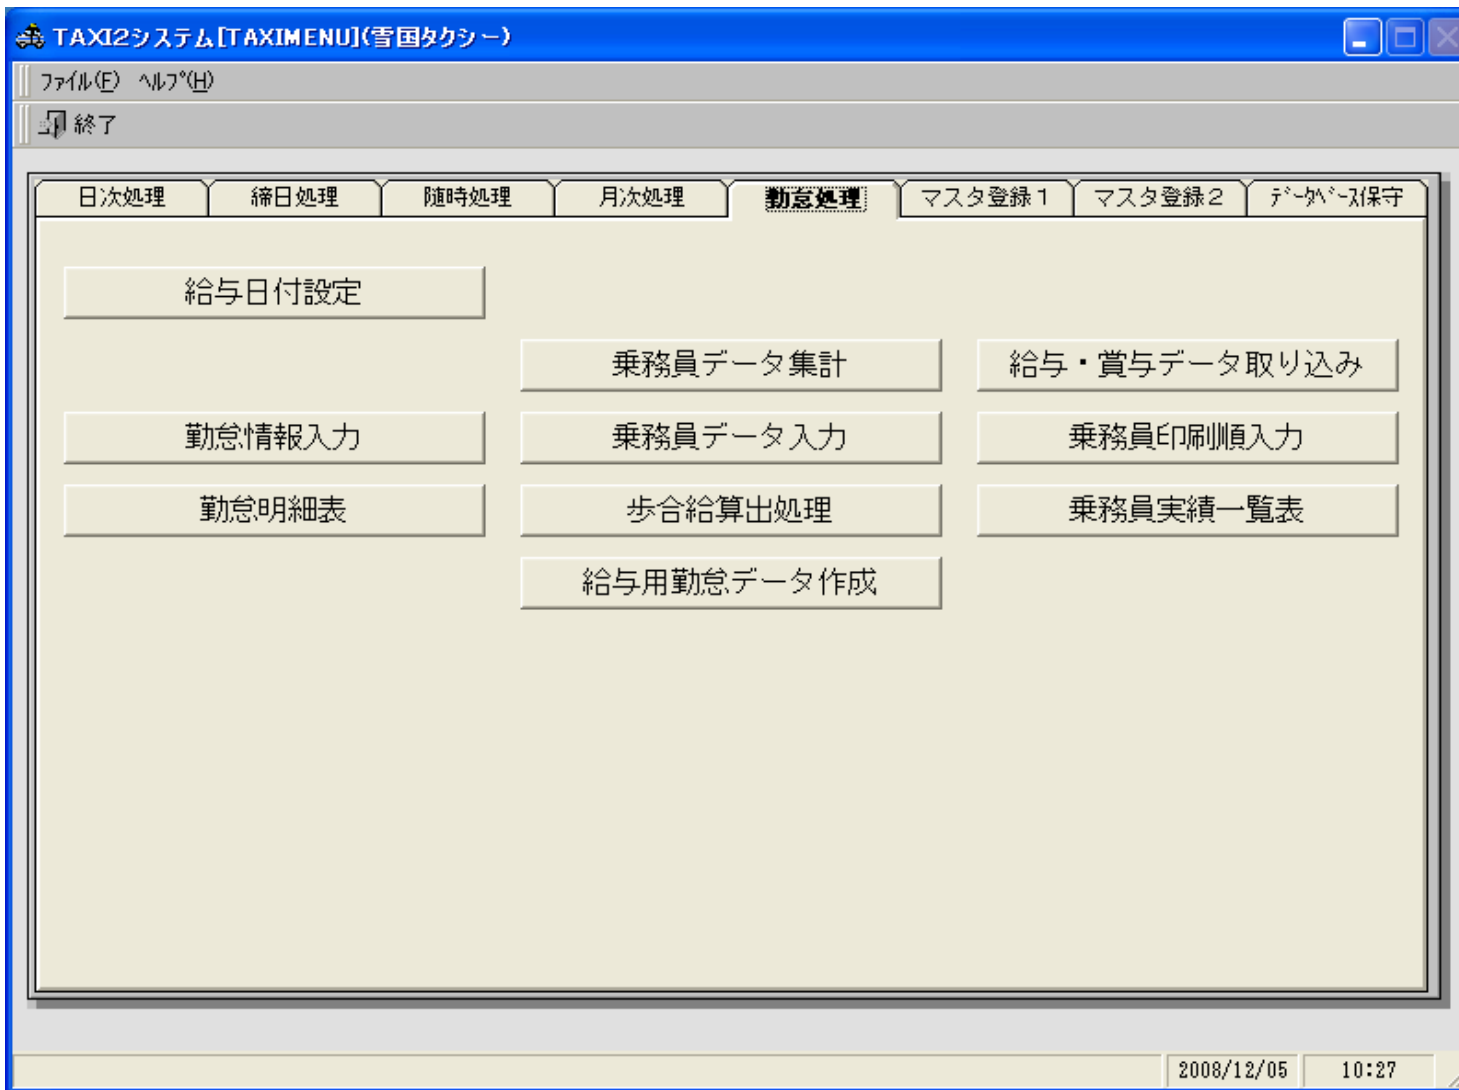 TAXI2システム[TAXIMENU](雪国タクシー)
ﾌｧｲﾙ(F) ﾍﾙﾌﾟ(H)
終了
日次処理 締日処理 随時処理 月次処理 勤怠処理 マスタ登録１ マスタ登録２ ﾃﾞｰﾀﾍﾞｰｽ保守
給与日付設定
乗務員データ集計 給与・賞与データ取り込み
勤怠情報入力 乗務員データ入力 乗務員印刷順入力
勤怠明細表 歩合給算出処理 乗務員実績一覧表
給与用勤怠データ作成
2008/12/05 10:27